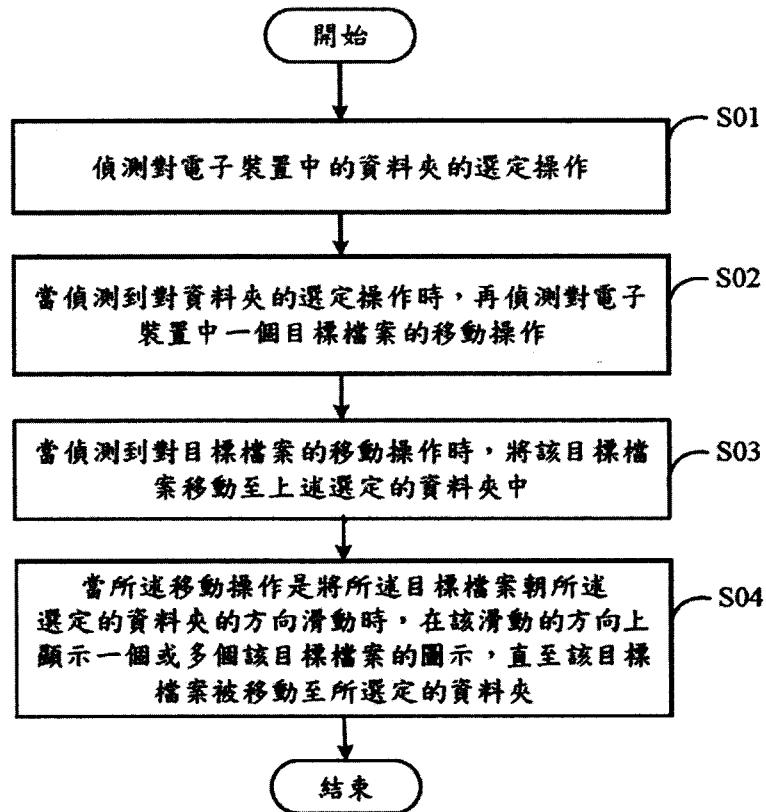 開始
S01
偵測對電子裝置中的資料夾的選定操作
S02
當偵測到對資料夾的選定操作時，再偵測對電子
裝置中一個目標檔案的移動操作
S03
當偵測到對目標檔案的移動操作時，將該目標檔
案移動至上述選定的資料夾中
S04
當所述移動操作是將所述目標檔案朝所述
選定的資料夾的方向滑動時，在該滑動的方向上
顯示一個或多個該目標檔案的圖示，直至該目標
檔案被移動至所選定的資料夾
結束